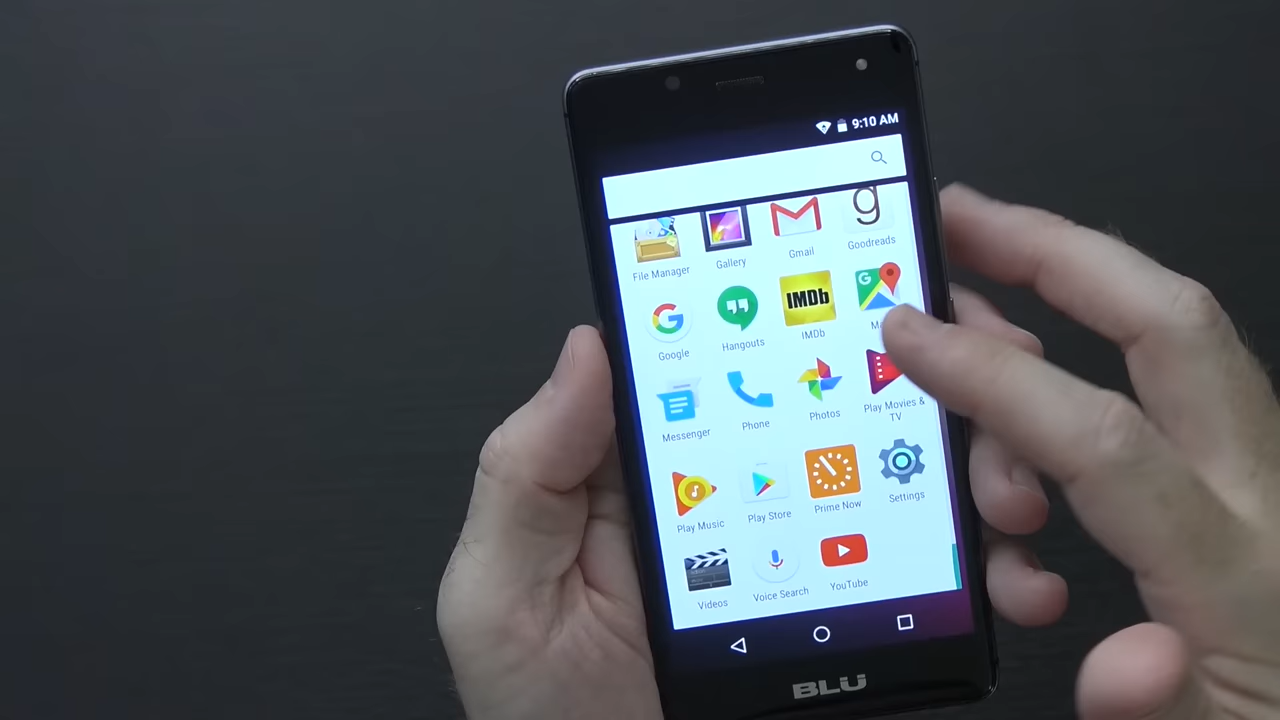 9:10 AM
g
File Manager
Gallery
Gmail
Goodreads
G
IMDb
G
Google
Hangouts
IMDb
Messenger
Phone
Photos
Play Movies &
TV
Play Music
Play Store
Prime Now
Settings
Videos
Voice Search
YouTube
BLU